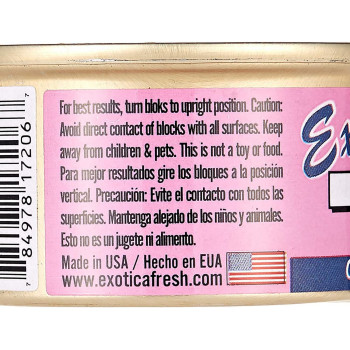 For best results, turn bloks to upright position. Caution:
Avoid direct contact of blocks with all surfaces. Keep
away from children & pets. This is not a toy or food.
Para mejor resultados gire los bloques a la posición
vertical. Precaución: Evite el contacto con todos las
superficies. Mantenga alejado de los niños y animales.
Esto no es un jugete ni alimento.
Made in USA / Hecho en EUA
www.exoticafresh.com
7 84978 17206 7
Ex